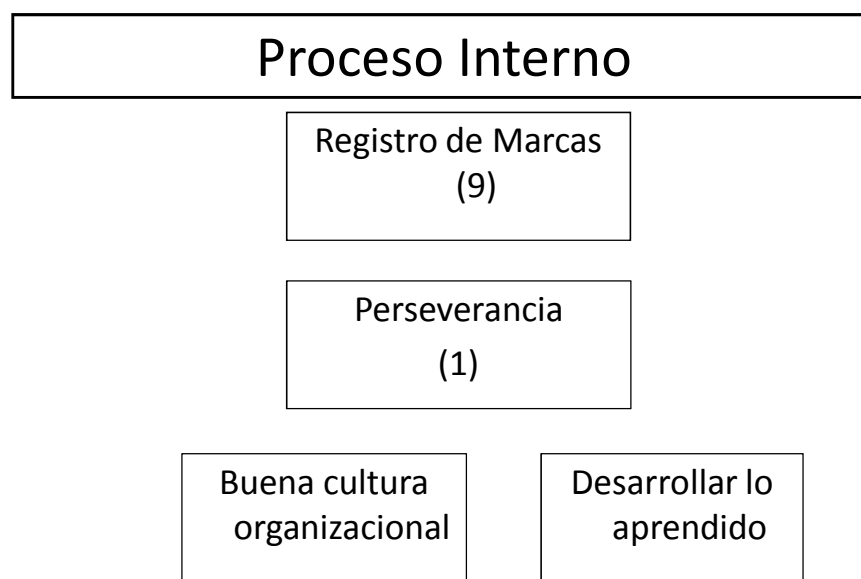 Proceso Interno
Registro de Marcas
(9)
Perseverancia
(1)
Buena cultura
organizacional
Desarrollar lo
aprendido